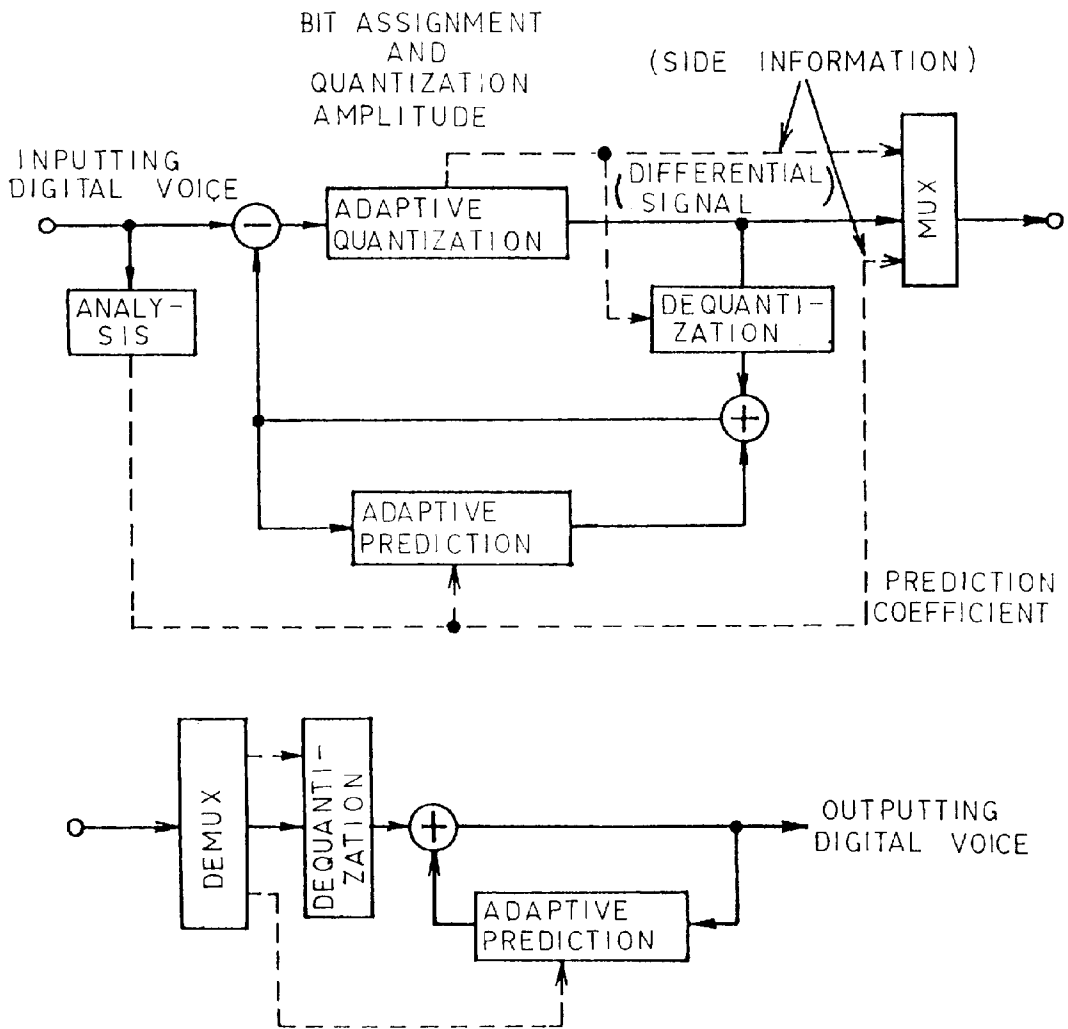 BIT ASSIGNMENT
AND
QUANTIZATION
AMPLITUDE
(SIDE INFORMATION)
INPUTTING
DIGITAL VOICE
ADAPTIVE
QUANTIZATION
(DIFFERENTIAL
SIGNAL)
MUX
ANALY-
SIS
DEQUANTI-
ZATION
ADAPTIVE
PREDICTION
PREDICTION
COEFFICIENT
DEMUX
DEQUANTI-
ZATION
OUTPUTTING
DIGITAL VOICE
ADAPTIVE
PREDICTION